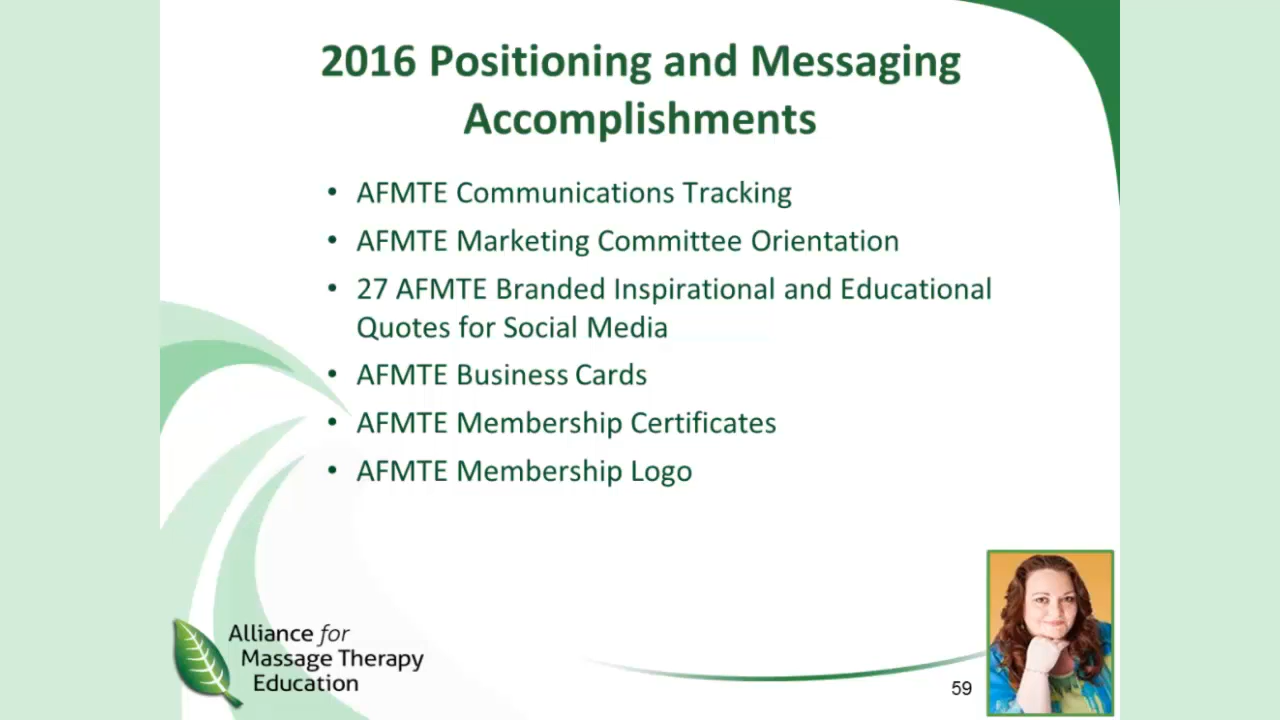 2016 Positioning and Messaging
Accomplishments
• AFMTE Communications Tracking
• AFMTE Marketing Committee Orientation
• 27 AFMTE Branded Inspirational and Educational
Quotes for Social Media
• AFMTE Business Cards
• AFMTE Membership Certificates
• AFMTE Membership Logo
Alliance for
Massage Therapy
Education
59